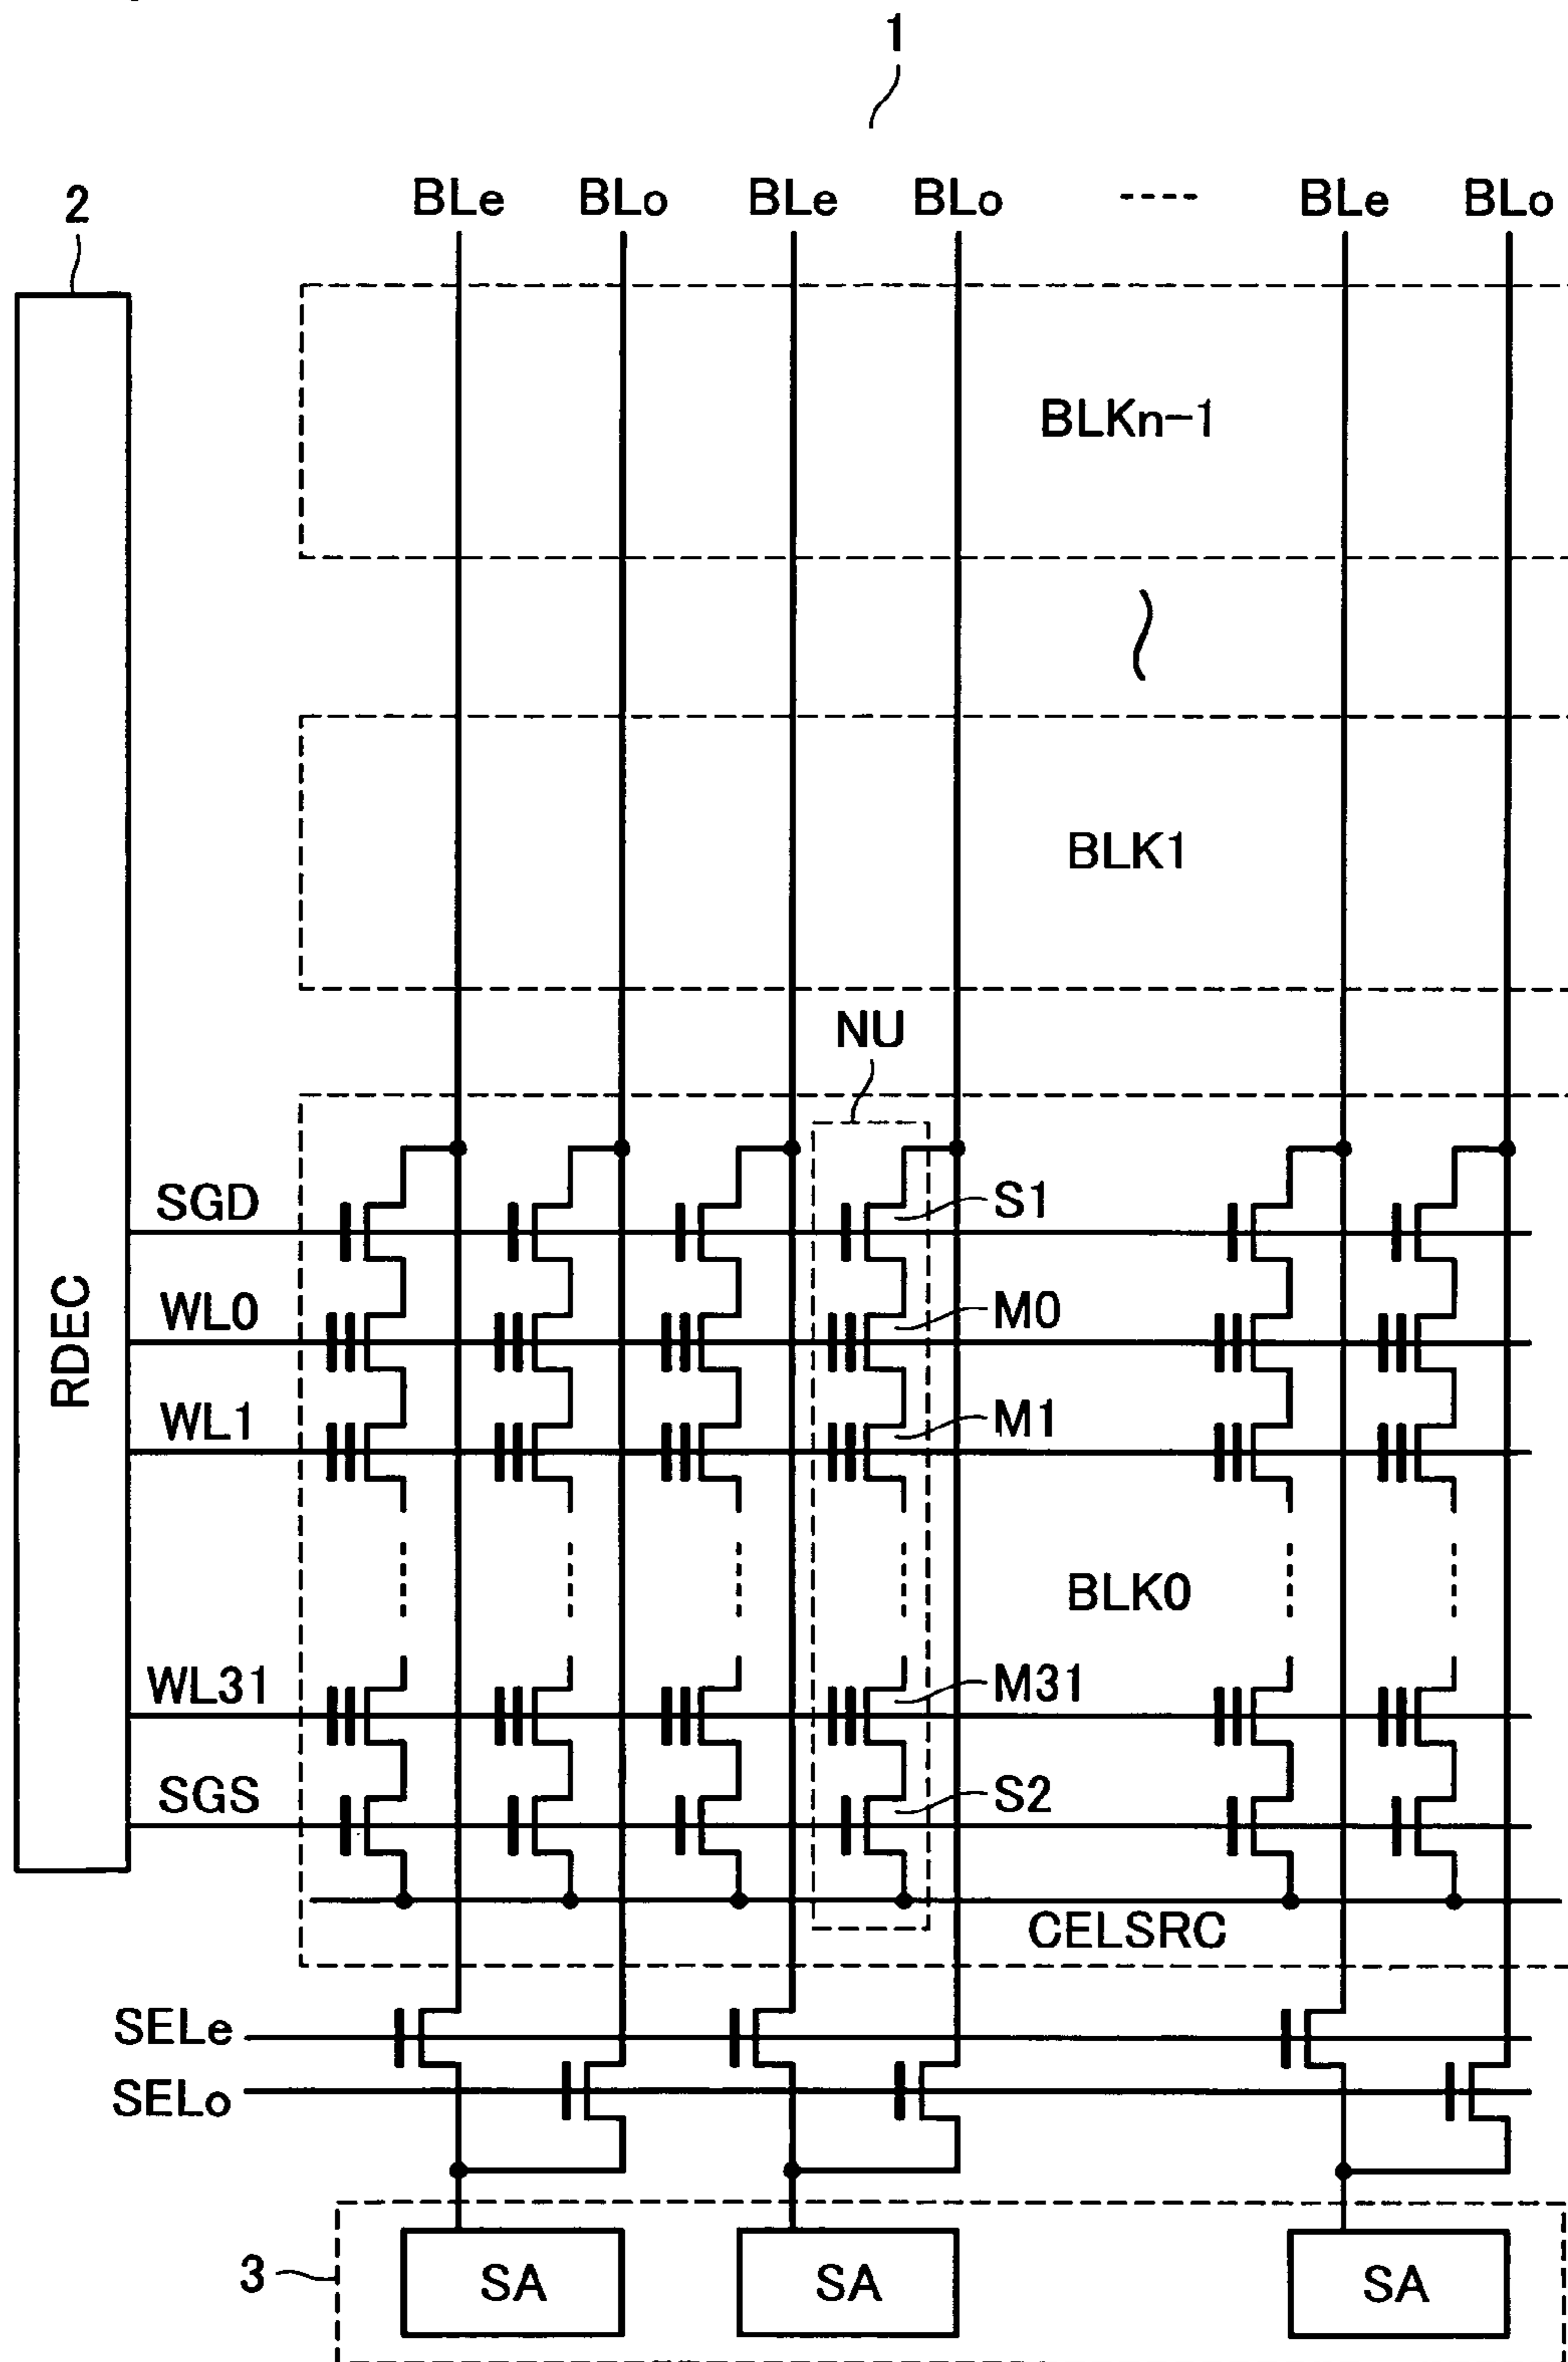 1
2
BLe BLo BLe BLo ---- BLe BLo
BLKn-1
BLK1
NU
RDEC
SGD S1
WL0 M0
WL1 M1
BLK0
WL31 M31
SGS S2
CELSRC
SELe
SELo
3
SA SA SA